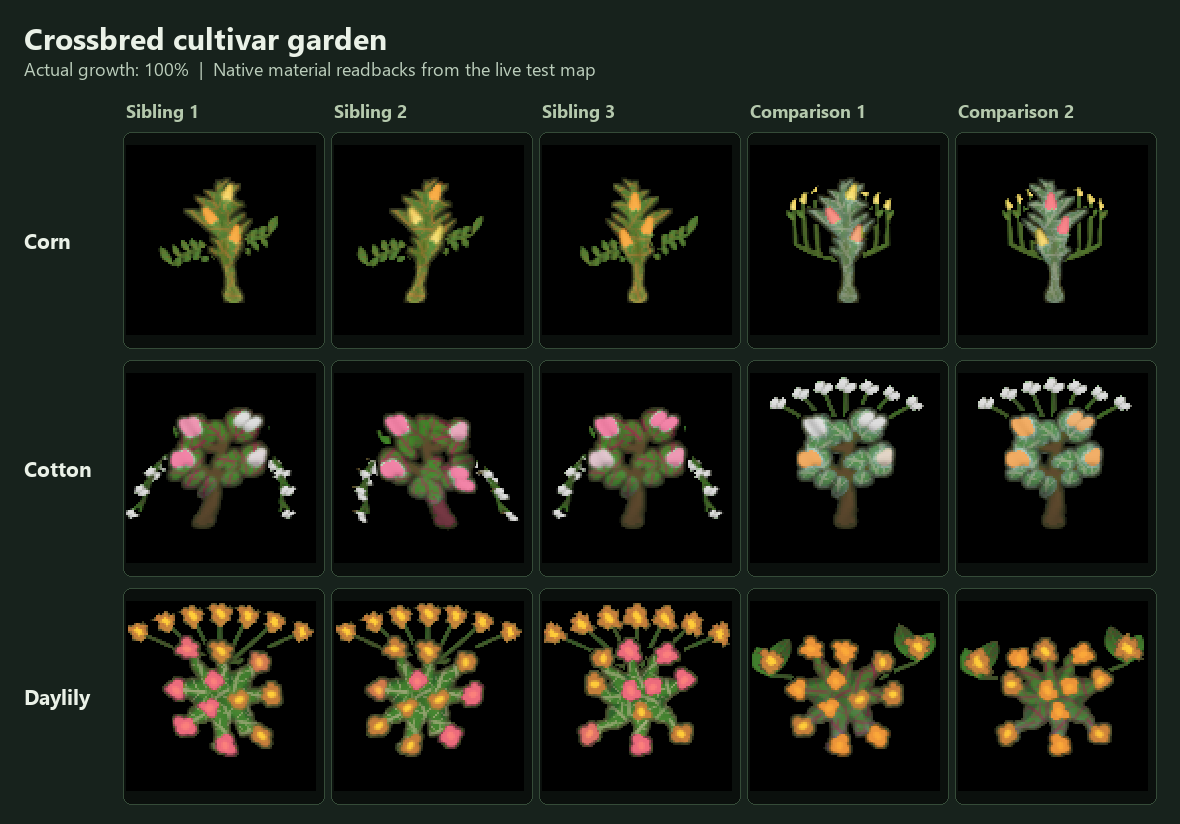 Crossbred cultivar garden
Actual growth: 100% | Native material readbacks from the live test map
Sibling 1 Sibling 2 Sibling 3 Comparison 1 Comparison 2
Corn
Cotton
Daylily